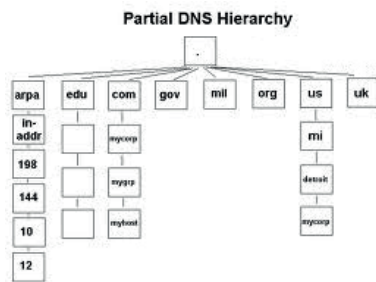 Partial DNS Hierarchy
.
arpa edu com gov mil org us uk
in-
addr
mycorp
mi
198
mygrp
detroit
144
myhost
mycorp
10
12